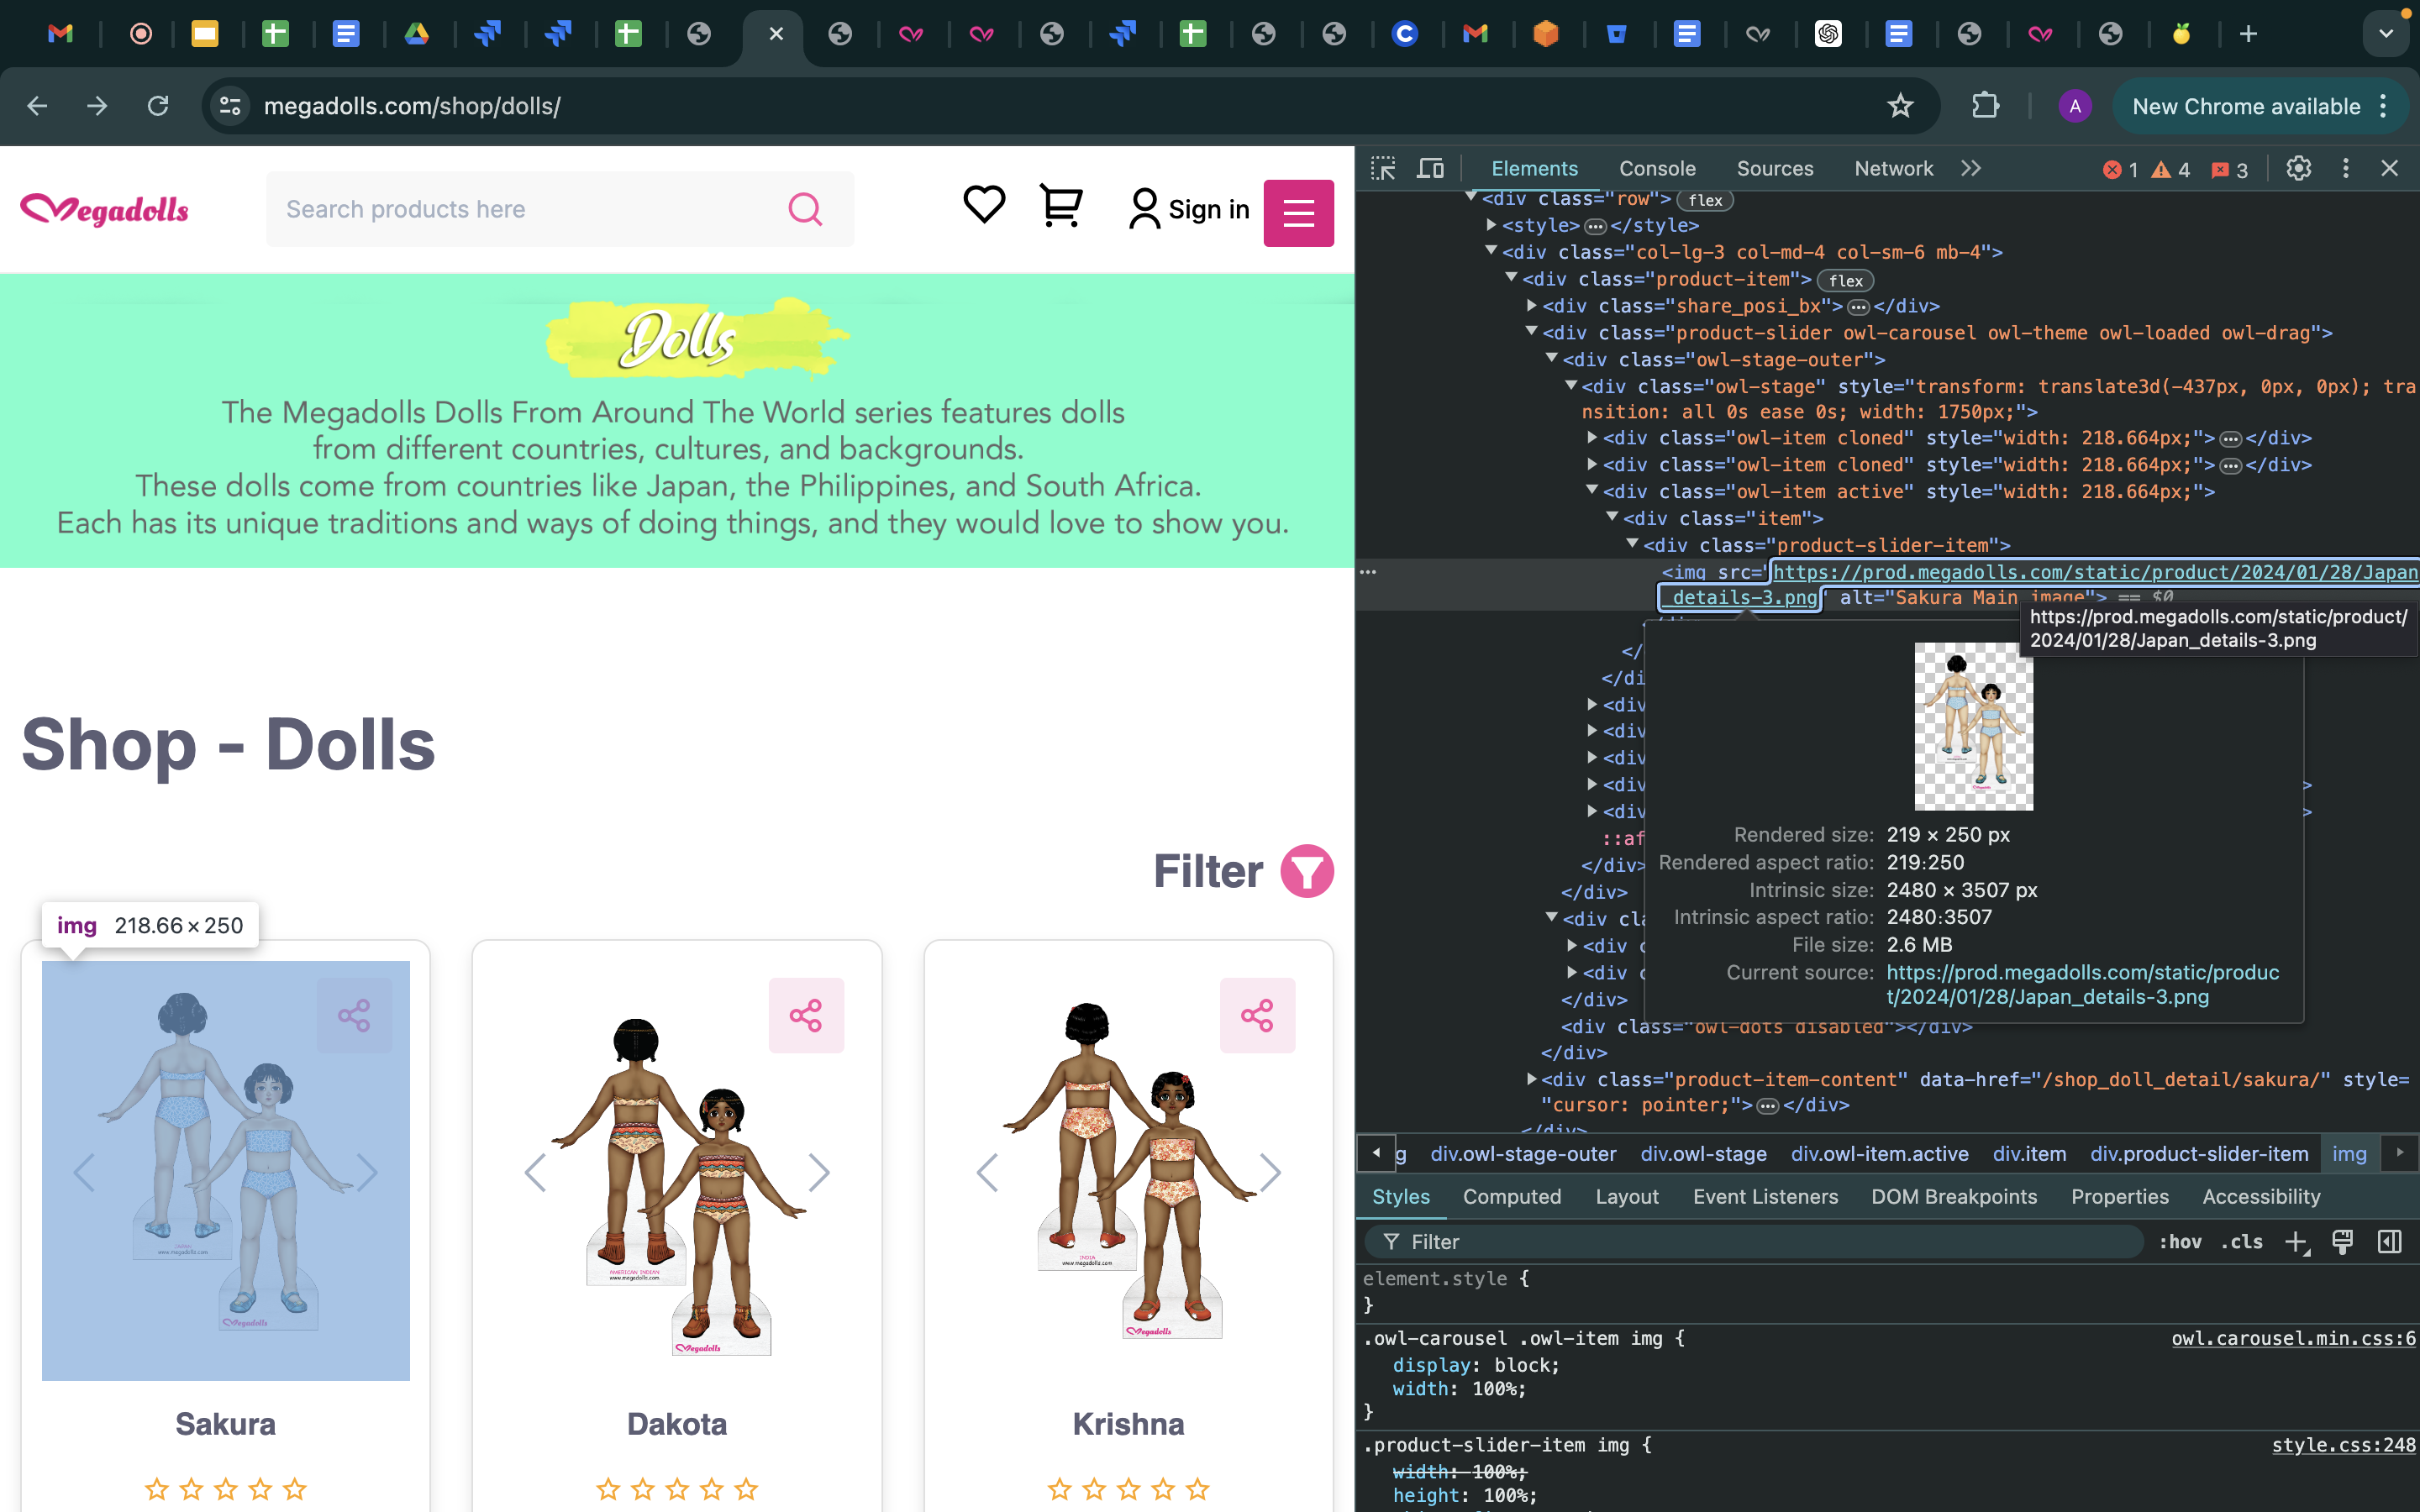 megadolls.com/shop/dolls/
A
New Chrome available
Megadolls
Search products here
Sign in
Dolls
The Megadolls Dolls From Around The World series features dolls
from different countries, cultures, and backgrounds.
These dolls come from countries like Japan, the Philippines, and South Africa.
Each has its unique traditions and ways of doing things, and they would love to show you.
Shop - Dolls
Filter
img 218.66 × 250
www.megadolls.com
Megadolls
AMERICAN INDIAN
www.megadolls.com
Megadolls
INDIA
www.megadolls.com
Megadolls
Sakura
Dakota
Krishna
Elements Console Sources Network 1 4 3
<div class="row"> flex
<style> … </style>
<div class="col-lg-3 col-md-4 col-sm-6 mb-4">
<div class="product-item"> flex
<div class="share_posi_bx"> … </div>
<div class="product-slider owl-carousel owl-theme owl-loaded owl-drag">
<div class="owl-stage-outer">
<div class="owl-stage" style="transform: translate3d(-437px, 0px, 0px); tra
nsition: all 0s ease 0s; width: 1750px;">
<div class="owl-item cloned" style="width: 218.664px;"> … </div>
<div class="owl-item cloned" style="width: 218.664px;"> … </div>
<div class="owl-item active" style="width: 218.664px;">
<div class="item">
<div class="product-slider-item">
<img src="https://prod.megadolls.com/static/product/2024/01/28/Japan
_details-3.png" alt="Sakura Main image"> == $0
https://prod.megadolls.com/static/product/
2024/01/28/Japan_details-3.png
</
</di
<div
<div
<div
<div >
<div >
::af
</div>
</div>
<div cla
<div c
<div c
</div>
Rendered size: 219 × 250 px
Rendered aspect ratio: 219:250
Intrinsic size: 2480 × 3507 px
Intrinsic aspect ratio: 2480:3507
File size: 2.6 MB
Current source: https://prod.megadolls.com/static/produc
t/2024/01/28/Japan_details-3.png
<div class="owl-dots disabled"></div>
</div>
<div class="product-item-content" data-href="/shop_doll_detail/sakura/" style=
"cursor: pointer;"> … </div>
</div>
g div.owl-stage-outer div.owl-stage div.owl-item.active div.item div.product-slider-item img
Styles Computed Layout Event Listeners DOM Breakpoints Properties Accessibility
Filter :hov .cls
element.style {
}
.owl-carousel .owl-item img { owl.carousel.min.css:6
display: block;
width: 100%;
}
.product-slider-item img { style.css:248
width: 100%;
height: 100%;